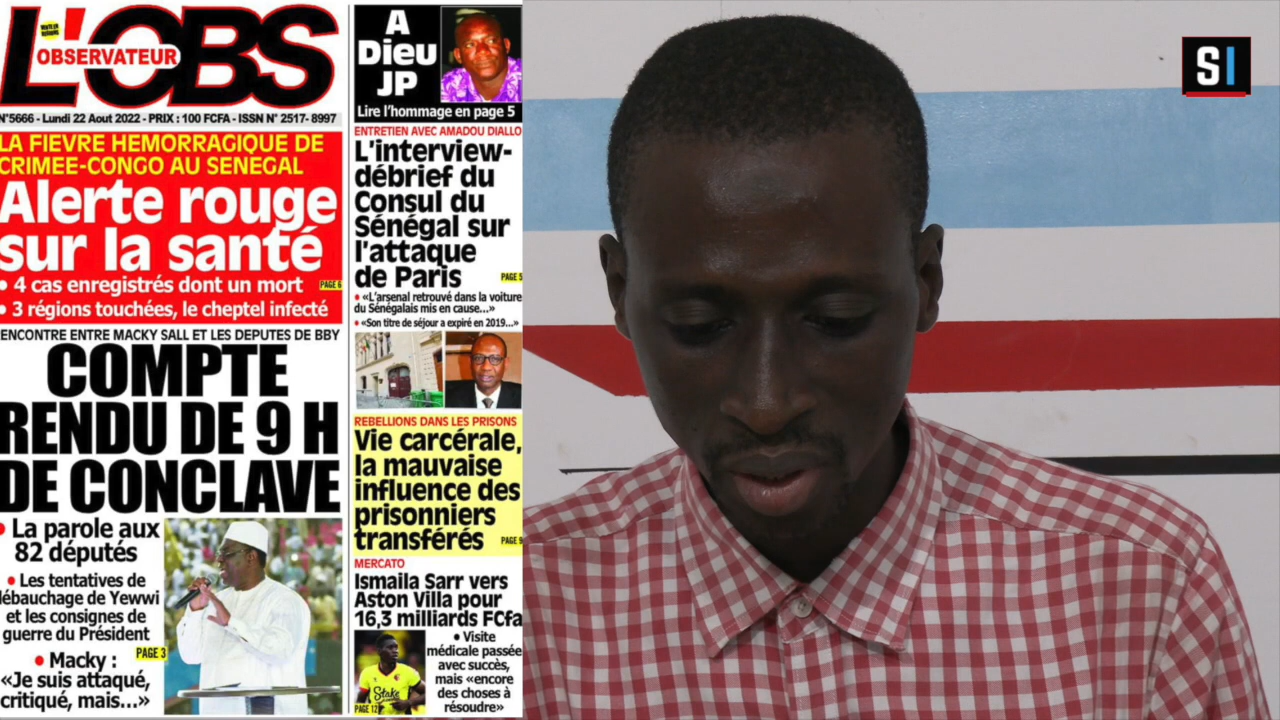 L'OBS
VENTE EN KIOSQUES
OBSERVATEUR
N°5666 - Lundi 22 Aout 2022 - PRIX : 100 FCFA - ISSN N° 2517- 8997
LA FIEVRE HEMORRAGIQUE DE
CRIMEE-CONGO AU SENEGAL
Alerte rouge
sur la santé
• 4 cas enregistrés dont un mort
PAGE 6
• 3 régions touchées, le cheptel infecté
RENCONTRE ENTRE MACKY SALL ET LES DEPUTES DE BBY
COMPTE
RENDU DE 9 H
DE CONCLAVE
• La parole aux
82 députés
• Les tentatives de
débauchage de Yewwi
et les consignes de
guerre du Président
PAGE 3
• Macky :
«Je suis attaqué,
critiqué, mais...»
A
Dieu
JP
Lire l'hommage en page 5
ENTRETIEN AVEC AMADOU DIALLO
L'interview-
débrief du
Consul du
Sénégal sur
l'attaque
de Paris
PAGE 5
• «L'arsenal retrouvé dans la voiture
du Sénégalais mis en cause...»
• «Son titre de séjour a expiré en 2019...»
REBELLIONS DANS LES PRISONS
Vie carcérale,
la mauvaise
influence des
prisonniers
transférés
PAGE 9
MERCATO
Ismaila Sarr vers
Aston Villa pour
16,3 milliards FCfa
• Visite
médicale passée
avec succès,
mais «encore
des choses à
résoudre»
Stake
PAGE 12
SI